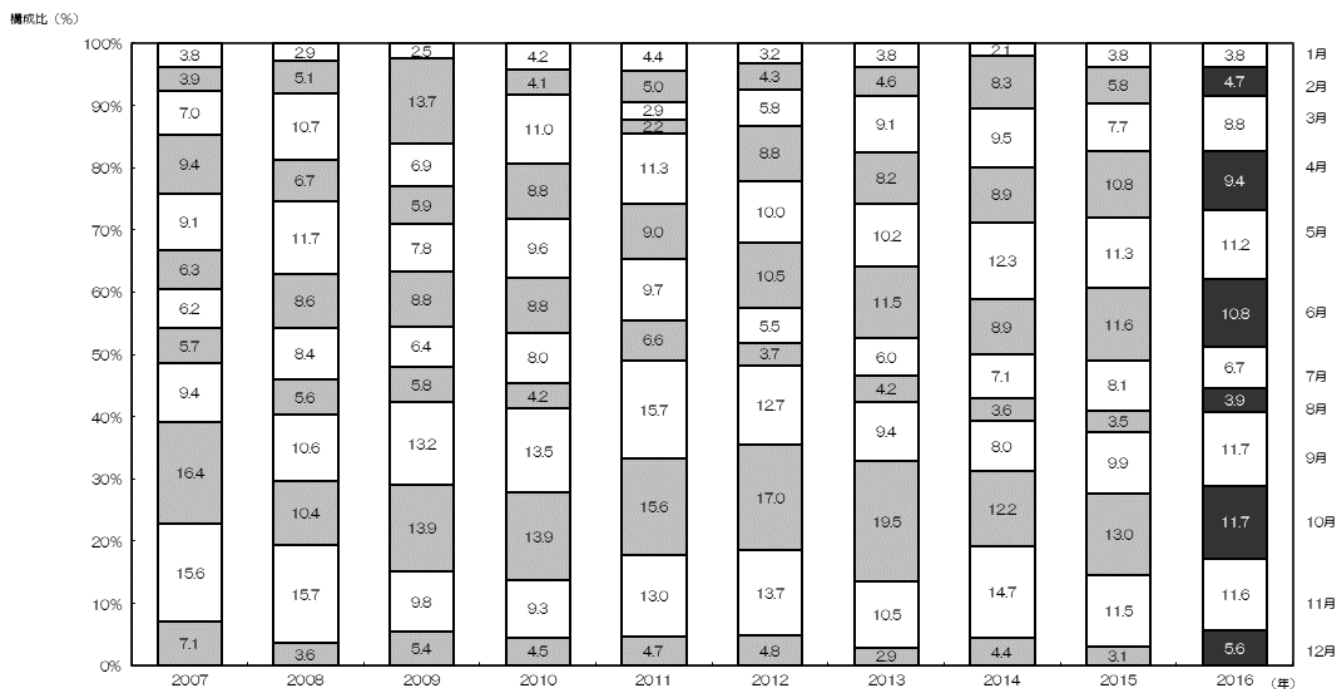 構成比（%）
100% 3.8 2.9 2.5 4.2 4.4 3.2 3.8 2.1 3.8 3.8 1月
3.9 5.1 13.7 4.1 5.0 4.3 4.6 8.3 5.8 4.7 2月
90% 7.0 10.7 6.9 11.0 2.9 5.8 9.1 9.5 7.7 8.8 3月
80% 9.4 6.7 5.9 8.8 2.2 8.8 8.2 8.9 10.8 9.4 4月
70% 9.1 11.7 7.8 9.6 11.3 10.0 10.2 12.3 11.3 11.2 5月
60% 6.3 8.6 8.8 8.8 9.0 10.5 11.5 8.9 11.6 10.8 6月
50% 6.2 8.4 6.4 8.0 9.7 5.5 6.0 7.1 8.1 6.7 7月
40% 5.7 5.6 5.8 4.2 6.6 3.7 4.2 3.6 3.5 3.9 8月
30% 9.4 10.6 13.2 13.5 15.7 12.7 9.4 8.0 9.9 11.7 9月
20% 16.4 10.4 13.9 13.9 15.6 17.0 19.5 12.2 13.0 11.7 10月
10% 15.6 15.7 9.8 9.3 13.0 13.7 10.5 14.7 11.5 11.6 11月
0% 7.1 3.6 5.4 4.5 4.7 4.8 2.9 4.4 3.1 5.6 12月
2007 2008 2009 2010 2011 2012 2013 2014 2015 2016 （年）